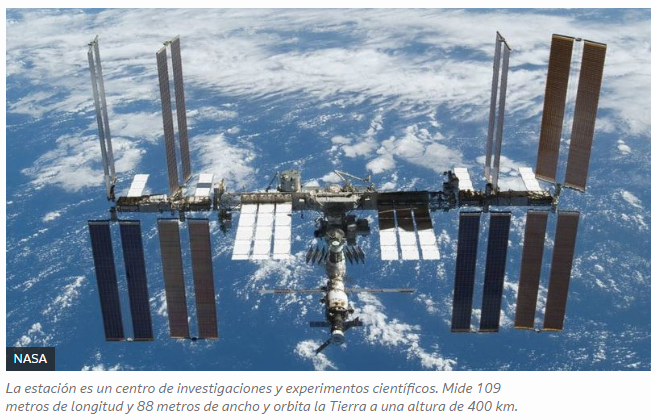 NASA
La estación es un centro de investigaciones y experimentos científicos. Mide 109
metros de longitud y 88 metros de ancho y orbita la Tierra a una altura de 400 km.